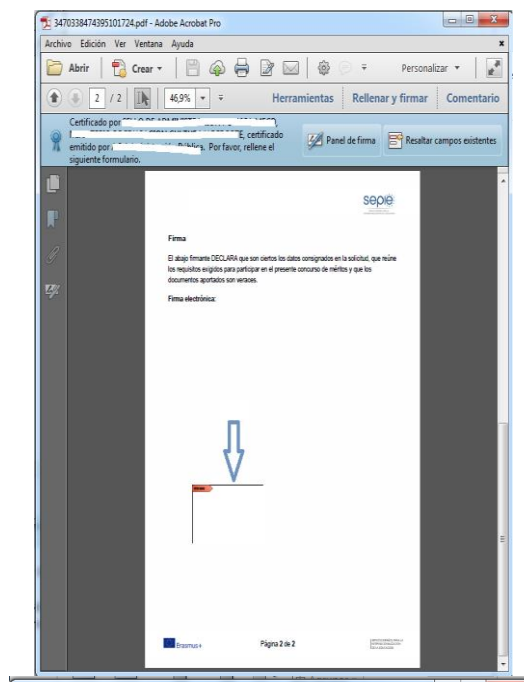 3470338474395101724.pdf - Adobe Acrobat Pro
Archivo Edición Ver Ventana Ayuda
Abrir Crear Personalizar
2 / 2 46,9% Herramientas Rellenar y firmar Comentario
Certificado por
E, certificado
emitido por Pública. Por favor, rellene el
siguiente formulario.
Panel de firma Resaltar campos existentes
sepie
Firma
El abajo firmante DECLARA que son ciertos los datos consignados en la solicitud, que reúne
los requisitos exigidos para participar en el presente concurso de méritos y que los
documentos aportados son veraces.
Firma electrónica:
Erasmus+ Página 2 de 2